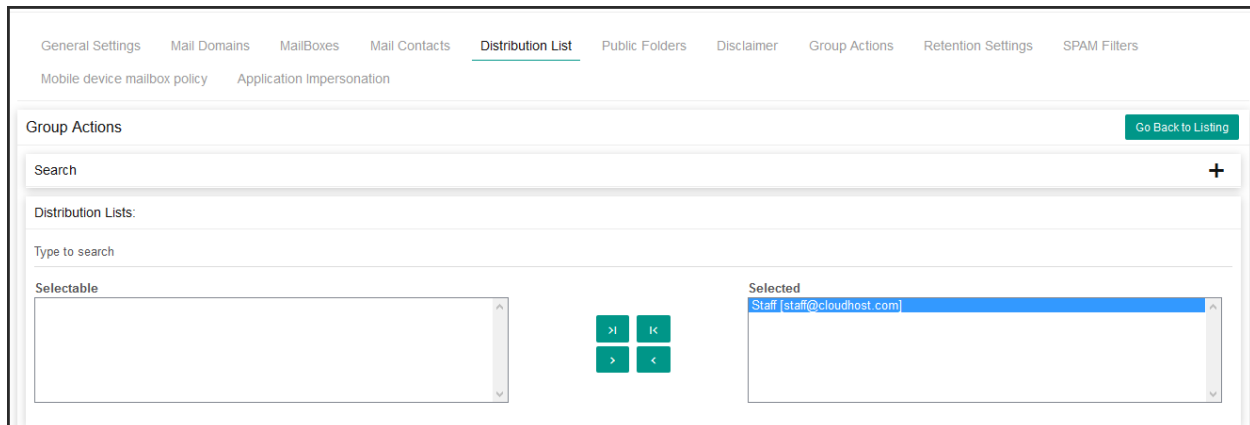 General Settings Mail Domains MailBoxes Mail Contacts Distribution List Public Folders Disclaimer Group Actions Retention Settings SPAM Filters
Mobile device mailbox policy Application Impersonation
Group Actions Go Back to Listing
Search +
Distribution Lists:
Type to search
Selectable Selected
Staff [staff@cloudhost.com]
>| |<
> <